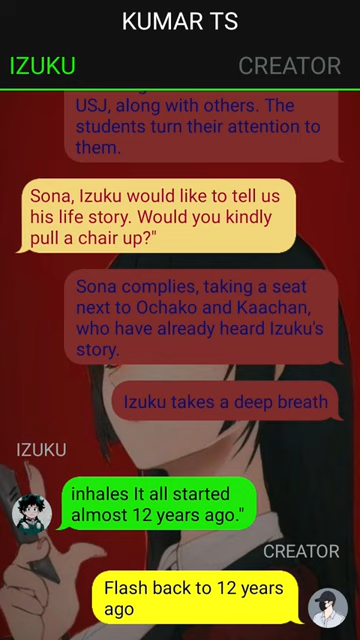 KUMAR TS
IZUKU CREATOR
USJ, along with others. The
students turn their attention to
them.
Sona, Izuku would like to tell us
his life story. Would you kindly
pull a chair up?"
Sona complies, taking a seat
next to Ochako and Kaachan,
who have already heard Izuku's
story.
Izuku takes a deep breath
IZUKU
inhales It all started
almost 12 years ago."
CREATOR
Flash back to 12 years
ago